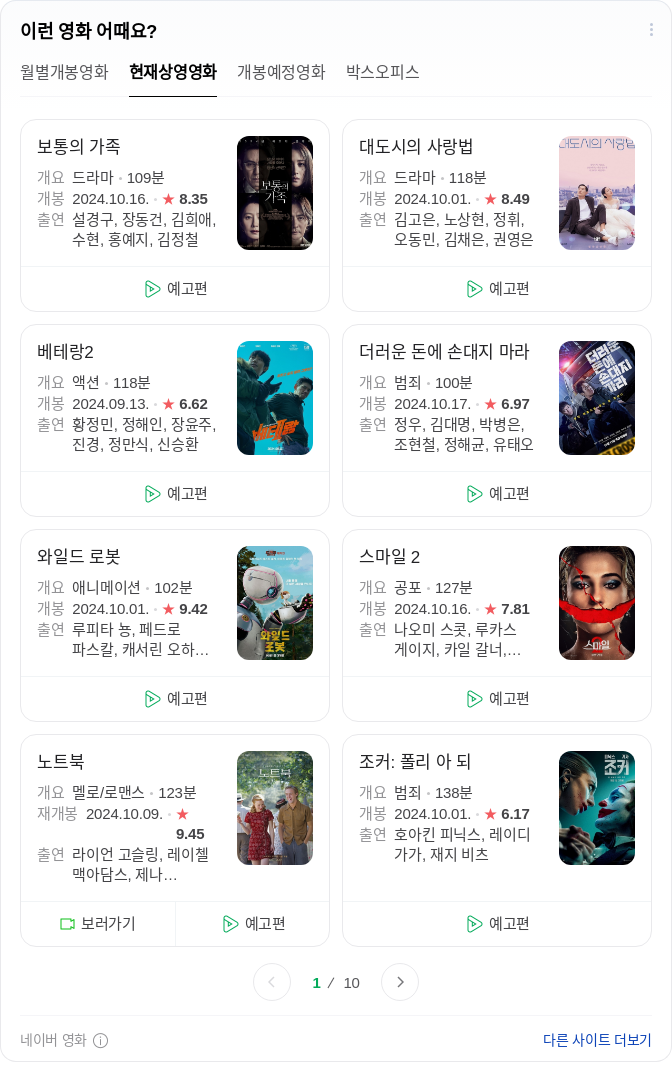 이런 영화 어때요?
월별개봉영화 현재상영영화 개봉예정영화 박스오피스
보통의 가족
개요 드라마 109분
개봉 2024.10.16. ★ 8.35
출연 설경구, 장동건, 김희애,
수현, 홍예지, 김정철
보통의
가족
예고편
대도시의 사랑법
개요 드라마 118분
개봉 2024.10.01. ★ 8.49
출연 김고은, 노상현, 정휘,
오동민, 김채은, 권영은
대도시의 사랑법
예고편
베테랑2
개요 액션 118분
개봉 2024.09.13. ★ 6.62
출연 황정민, 정해인, 장윤주,
진경, 정만식, 신승환
베테랑
예고편
더러운 돈에 손대지 마라
개요 범죄 100분
개봉 2024.10.17. ★ 6.97
출연 정우, 김대명, 박병은,
조현철, 정해균, 유태오
더러운
돈에
손대지
마라
예고편
와일드 로봇
개요 애니메이션 102분
개봉 2024.10.01. ★ 9.42
출연 루피타 뇽, 페드로
파스칼, 캐서린 오하…
와일드
로봇
예고편
스마일 2
개요 공포 127분
개봉 2024.10.16. ★ 7.81
출연 나오미 스콧, 루카스
게이지, 카일 갈너,…
2
스마일
예고편
노트북
개요 멜로/로맨스 123분
재개봉 2024.10.09. ★
9.45
출연 라이언 고슬링, 레이첼
맥아담스, 제나…
노트북
보러가기 예고편
조커: 폴리 아 되
개요 범죄 138분
개봉 2024.10.01. ★ 6.17
출연 호아킨 피닉스, 레이디
가가, 재지 비츠
조커
예고편
1 / 10
네이버 영화
다른 사이트 더보기